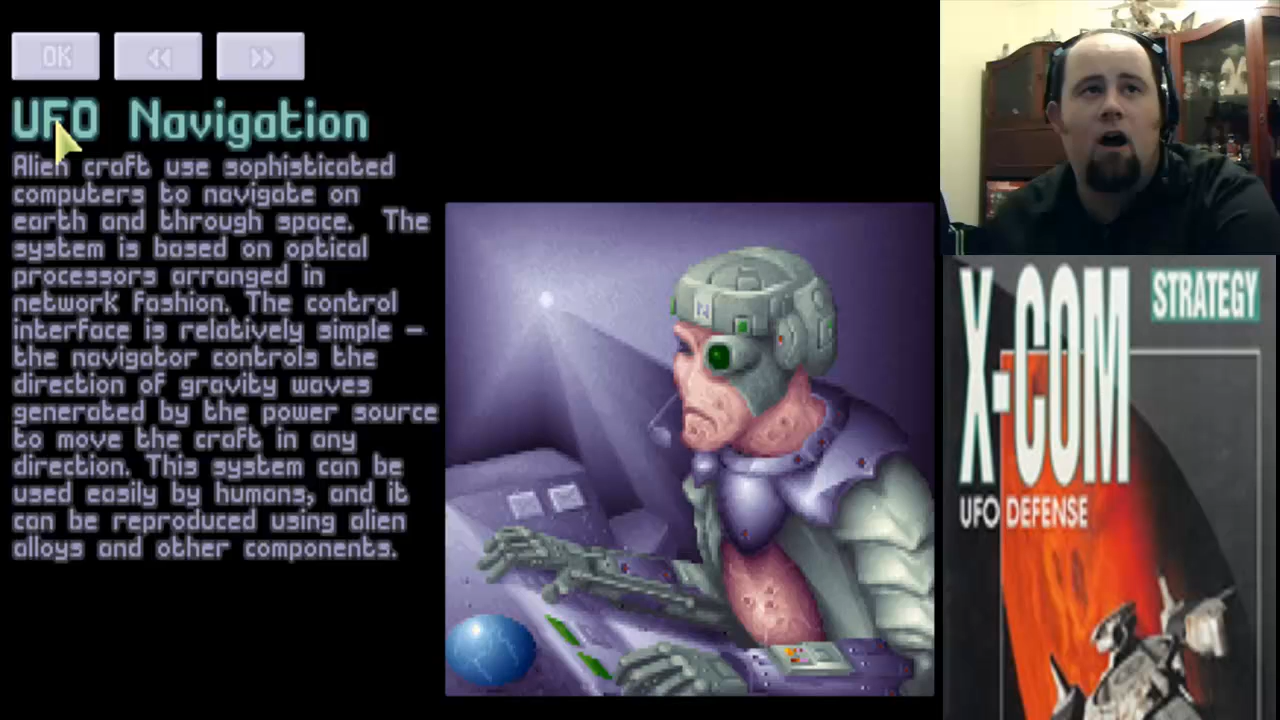 OK
UFO Navigation
Alien craft use sophisticated
computers to navigate on
earth and through space. The
system is based on optical
processors arranged in
network fashion. The control
interface is relatively simple –
the navigator controls the
direction of gravity waves
generated by the power source
to move the craft in any
direction. This system can be
used easily by humans, and it
can be reproduced using alien
alloys and other components.
N
STRATEGY
X-COM
UFO DEFENSE